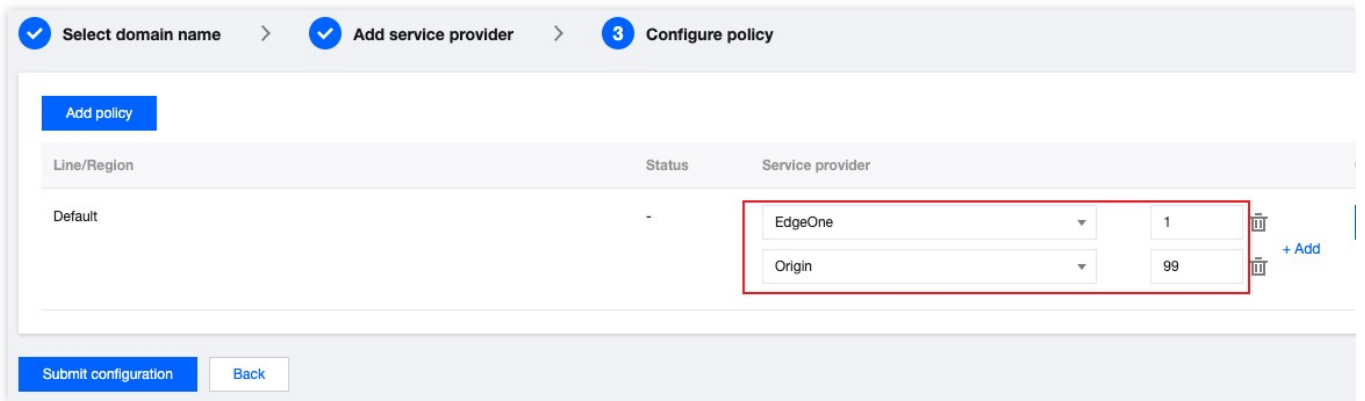 Select domain name > Add service provider > 3 Configure policy
Add policy
Line/Region Status Service provider
Default - EdgeOne 1
+ Add
Origin 99
Submit configuration Back